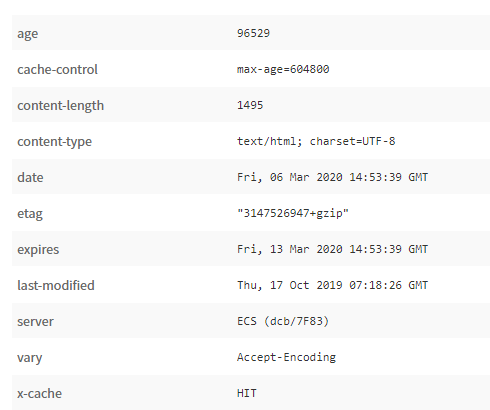 age 96529
cache-control max-age=604800
content-length 1495
content-type text/html; charset=UTF-8
date Fri, 06 Mar 2020 14:53:39 GMT
etag "3147526947+gzip"
expires Fri, 13 Mar 2020 14:53:39 GMT
last-modified Thu, 17 Oct 2019 07:18:26 GMT
server ECS (dcb/7F83)
vary Accept-Encoding
x-cache HIT